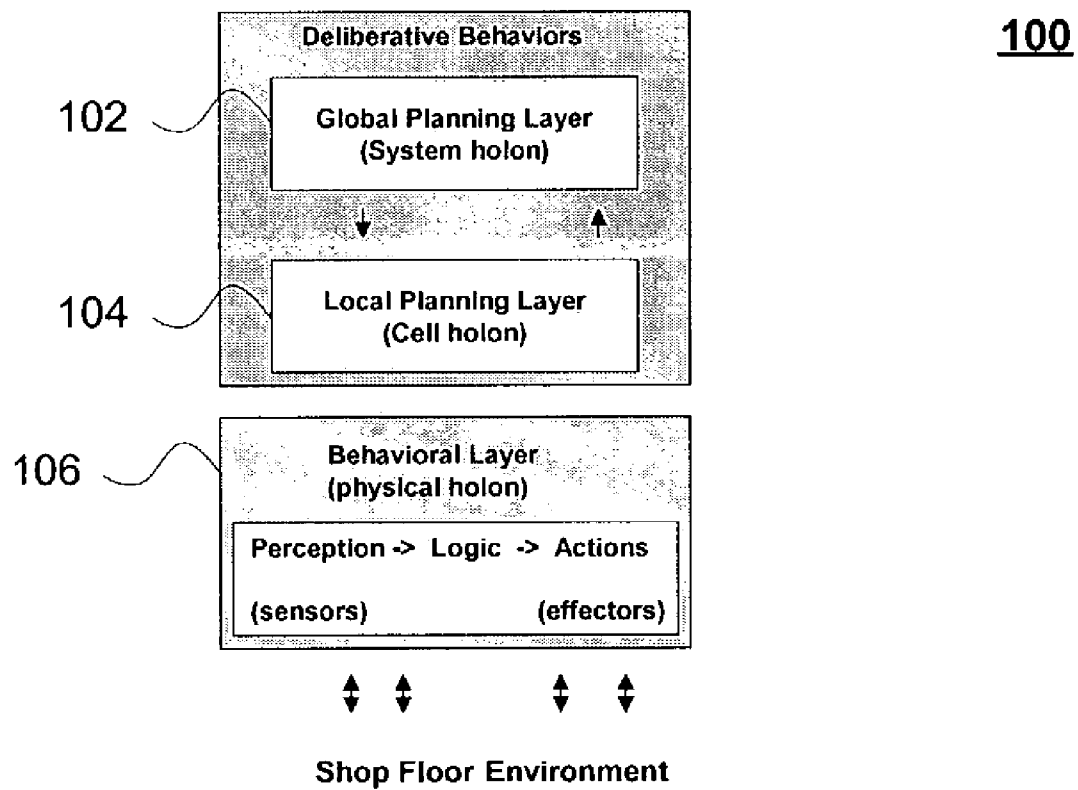 Deliberative Behaviors
100
102
Global Planning Layer
(System holon)
104
Local Planning Layer
(Cell holon)
106
Behavioral Layer
(physical holon)
Perception -> Logic -> Actions
(sensors) (effectors)
Shop Floor Environment